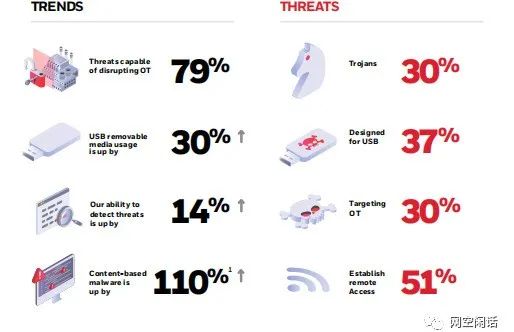 TRENDS
Threats capable
of disrupting OT
79%
USB removable
media usage
is up by
30% ↑
Our ability to
detect threats
is up by
14% ↑
Content-based
malware is
up by
110%¹ ↑
THREATS
Trojans
30%
Designed
for USB
37%
Targeting
OT
30%
Establish
remote
Access
51%
网空闲话